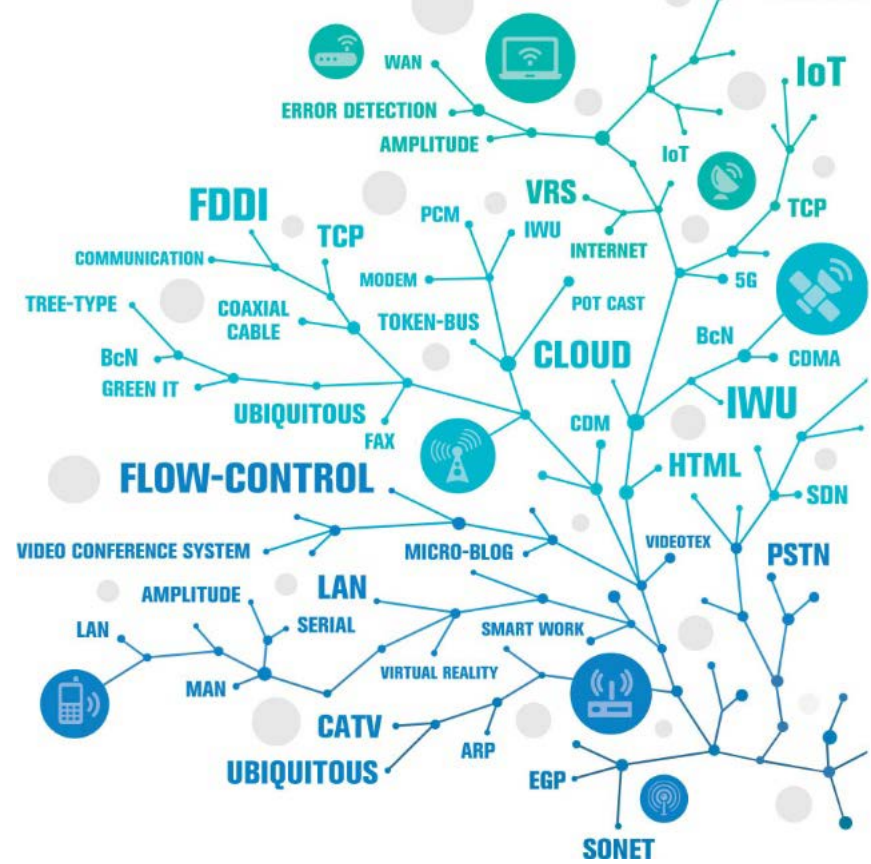 WAN
IoT
ERROR DETECTION
AMPLITUDE
IoT
VRS
FDDI
PCM
TCP
TCP
IWU
INTERNET
COMMUNICATION
MODEM
5G
TREE-TYPE
COAXIAL
CABLE
TOKEN-BUS
POT CAST
BcN
CLOUD
BcN
CDMA
GREEN IT
UBIQUITOUS
IWU
FAX
CDM
FLOW-CONTROL
HTML
SDN
VIDEO CONFERENCE SYSTEM
MICRO-BLOG
VIDEOTEX
PSTN
AMPLITUDE
LAN
LAN
SERIAL
SMART WORK
MAN
VIRTUAL REALITY
CATV
ARP
UBIQUITOUS
EGP
SONET